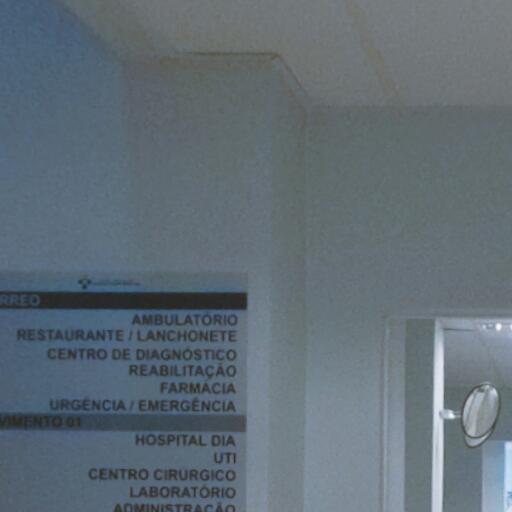 RREO
AMBULATÓRIO
RESTAURANTE / LANCHONETE
CENTRO DE DIAGNÓSTICO
REABILITAÇÃO
FARMÁCIA
URGÊNCIA / EMERGÊNCIA
VIMENTO 01
HOSPITAL DIA
UTI
CENTRO CIRÚRGICO
LABORATÓRIO
ADMINISTRAÇÃO